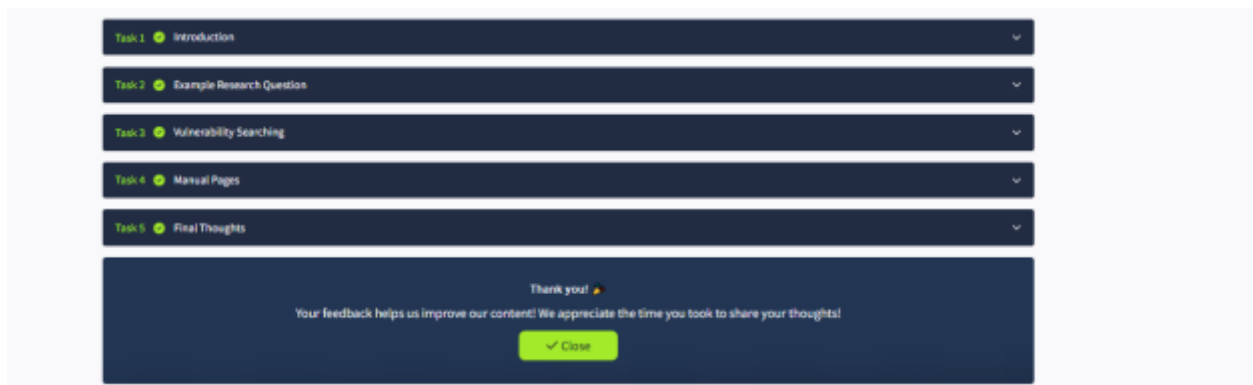 Task 1 Introduction
Task 2 Example Research Question
Task 3 Vulnerability Searching
Task 4 Manual Pages
Task 5 Final Thoughts
Thank you!
Your feedback helps us improve our content! We appreciate the time you took to share your thoughts!
Close